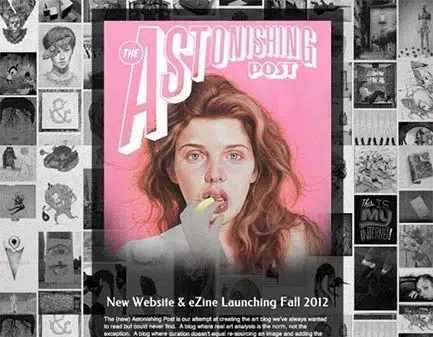 THE
ASTONISHING
POST
this IS
MY
INTERNET!
New Website & eZine Launching Fall 2012
The (new) Astonishing Post is our attempt at creating the art blog we've always wanted
to read but could never find. A blog where real art analysis is the norm, not the
exception. A blog where curation doesn't equal re-sourcing an image and adding the